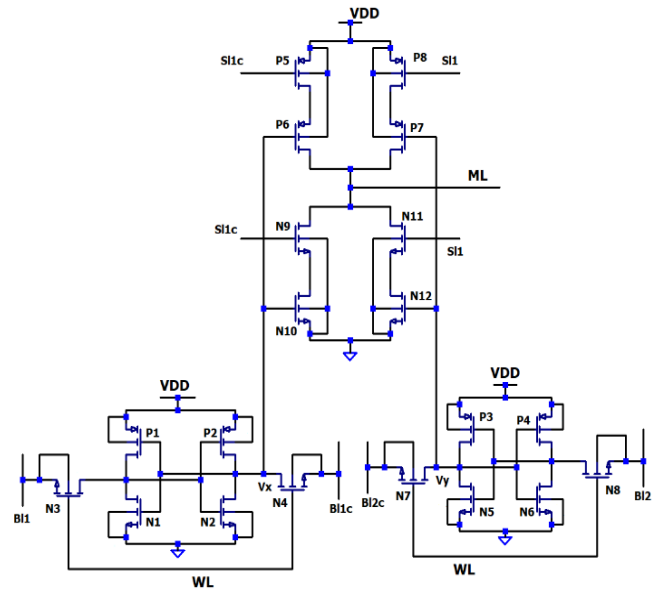 VDD
Sl1c P5 P8 Sl1
P6 P7
ML
N9 N11
Sl1c Sl1
N10 N12
VDD VDD
P1 P2 P3 P4
N3 Vx N4 N7 Vy N8
Bl1 N1 N2 Bl1c Bl2c N5 N6 Bl2
WL WL